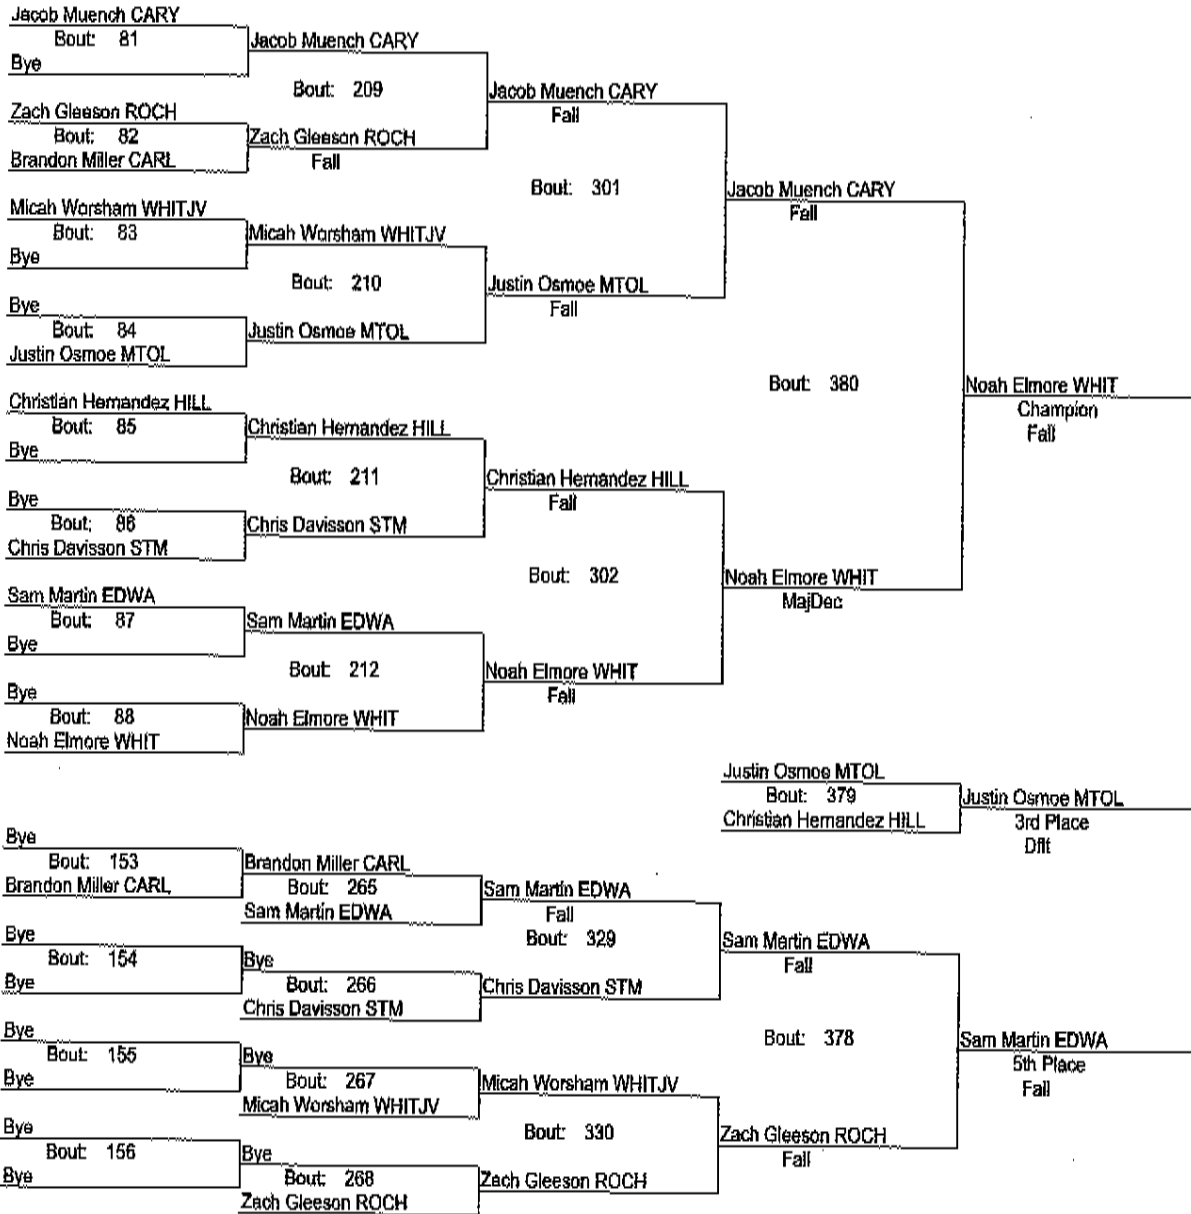 Jacob Muench CARY
Bout: 81
Bye
Jacob Muench CARY
Bout: 209
Zach Gleeson ROCH
Bout: 82
Brandon Miller CARL
Zach Gleeson ROCH
Fall
Jacob Muench CARY
Fall
Bout: 301
Micah Worsham WHITJV
Bout: 83
Bye
Micah Worsham WHITJV
Bout: 210
Bye
Bout: 84
Justin Osmoe MTOL
Justin Osmoe MTOL
Justin Osmoe MTOL
Fall
Jacob Muench CARY
Fall
Bout: 380
Christian Hernandez HILL
Bout: 85
Bye
Christian Hernandez HILL
Bout: 211
Bye
Bout: 86
Chris Davisson STM
Chris Davisson STM
Christian Hernandez HILL
Fall
Bout: 302
Sam Martin EDWA
Bout: 87
Bye
Sam Martin EDWA
Bout: 212
Bye
Bout: 88
Noah Elmore WHIT
Noah Elmore WHIT
Noah Elmore WHIT
Fall
Noah Elmore WHIT
MajDec
Noah Elmore WHIT
Champion
Fall
Justin Osmoe MTOL
Bout: 379
Christian Hernandez HILL
Justin Osmoe MTOL
3rd Place
Dflt
Bye
Bout: 153
Brandon Miller CARL
Brandon Miller CARL
Bout: 265
Sam Martin EDWA
Sam Martin EDWA
Fall
Bout: 329
Bye
Bout: 154
Bye
Bye
Bout: 266
Chris Davisson STM
Chris Davisson STM
Sam Martin EDWA
Fall
Bout: 378
Bye
Bout: 155
Bye
Bye
Bout: 267
Micah Worsham WHITJV
Micah Worsham WHITJV
Bout: 330
Bye
Bout: 156
Bye
Bye
Bout: 268
Zach Gleeson ROCH
Zach Gleeson ROCH
Zach Gleeson ROCH
Fall
Sam Martin EDWA
5th Place
Fall